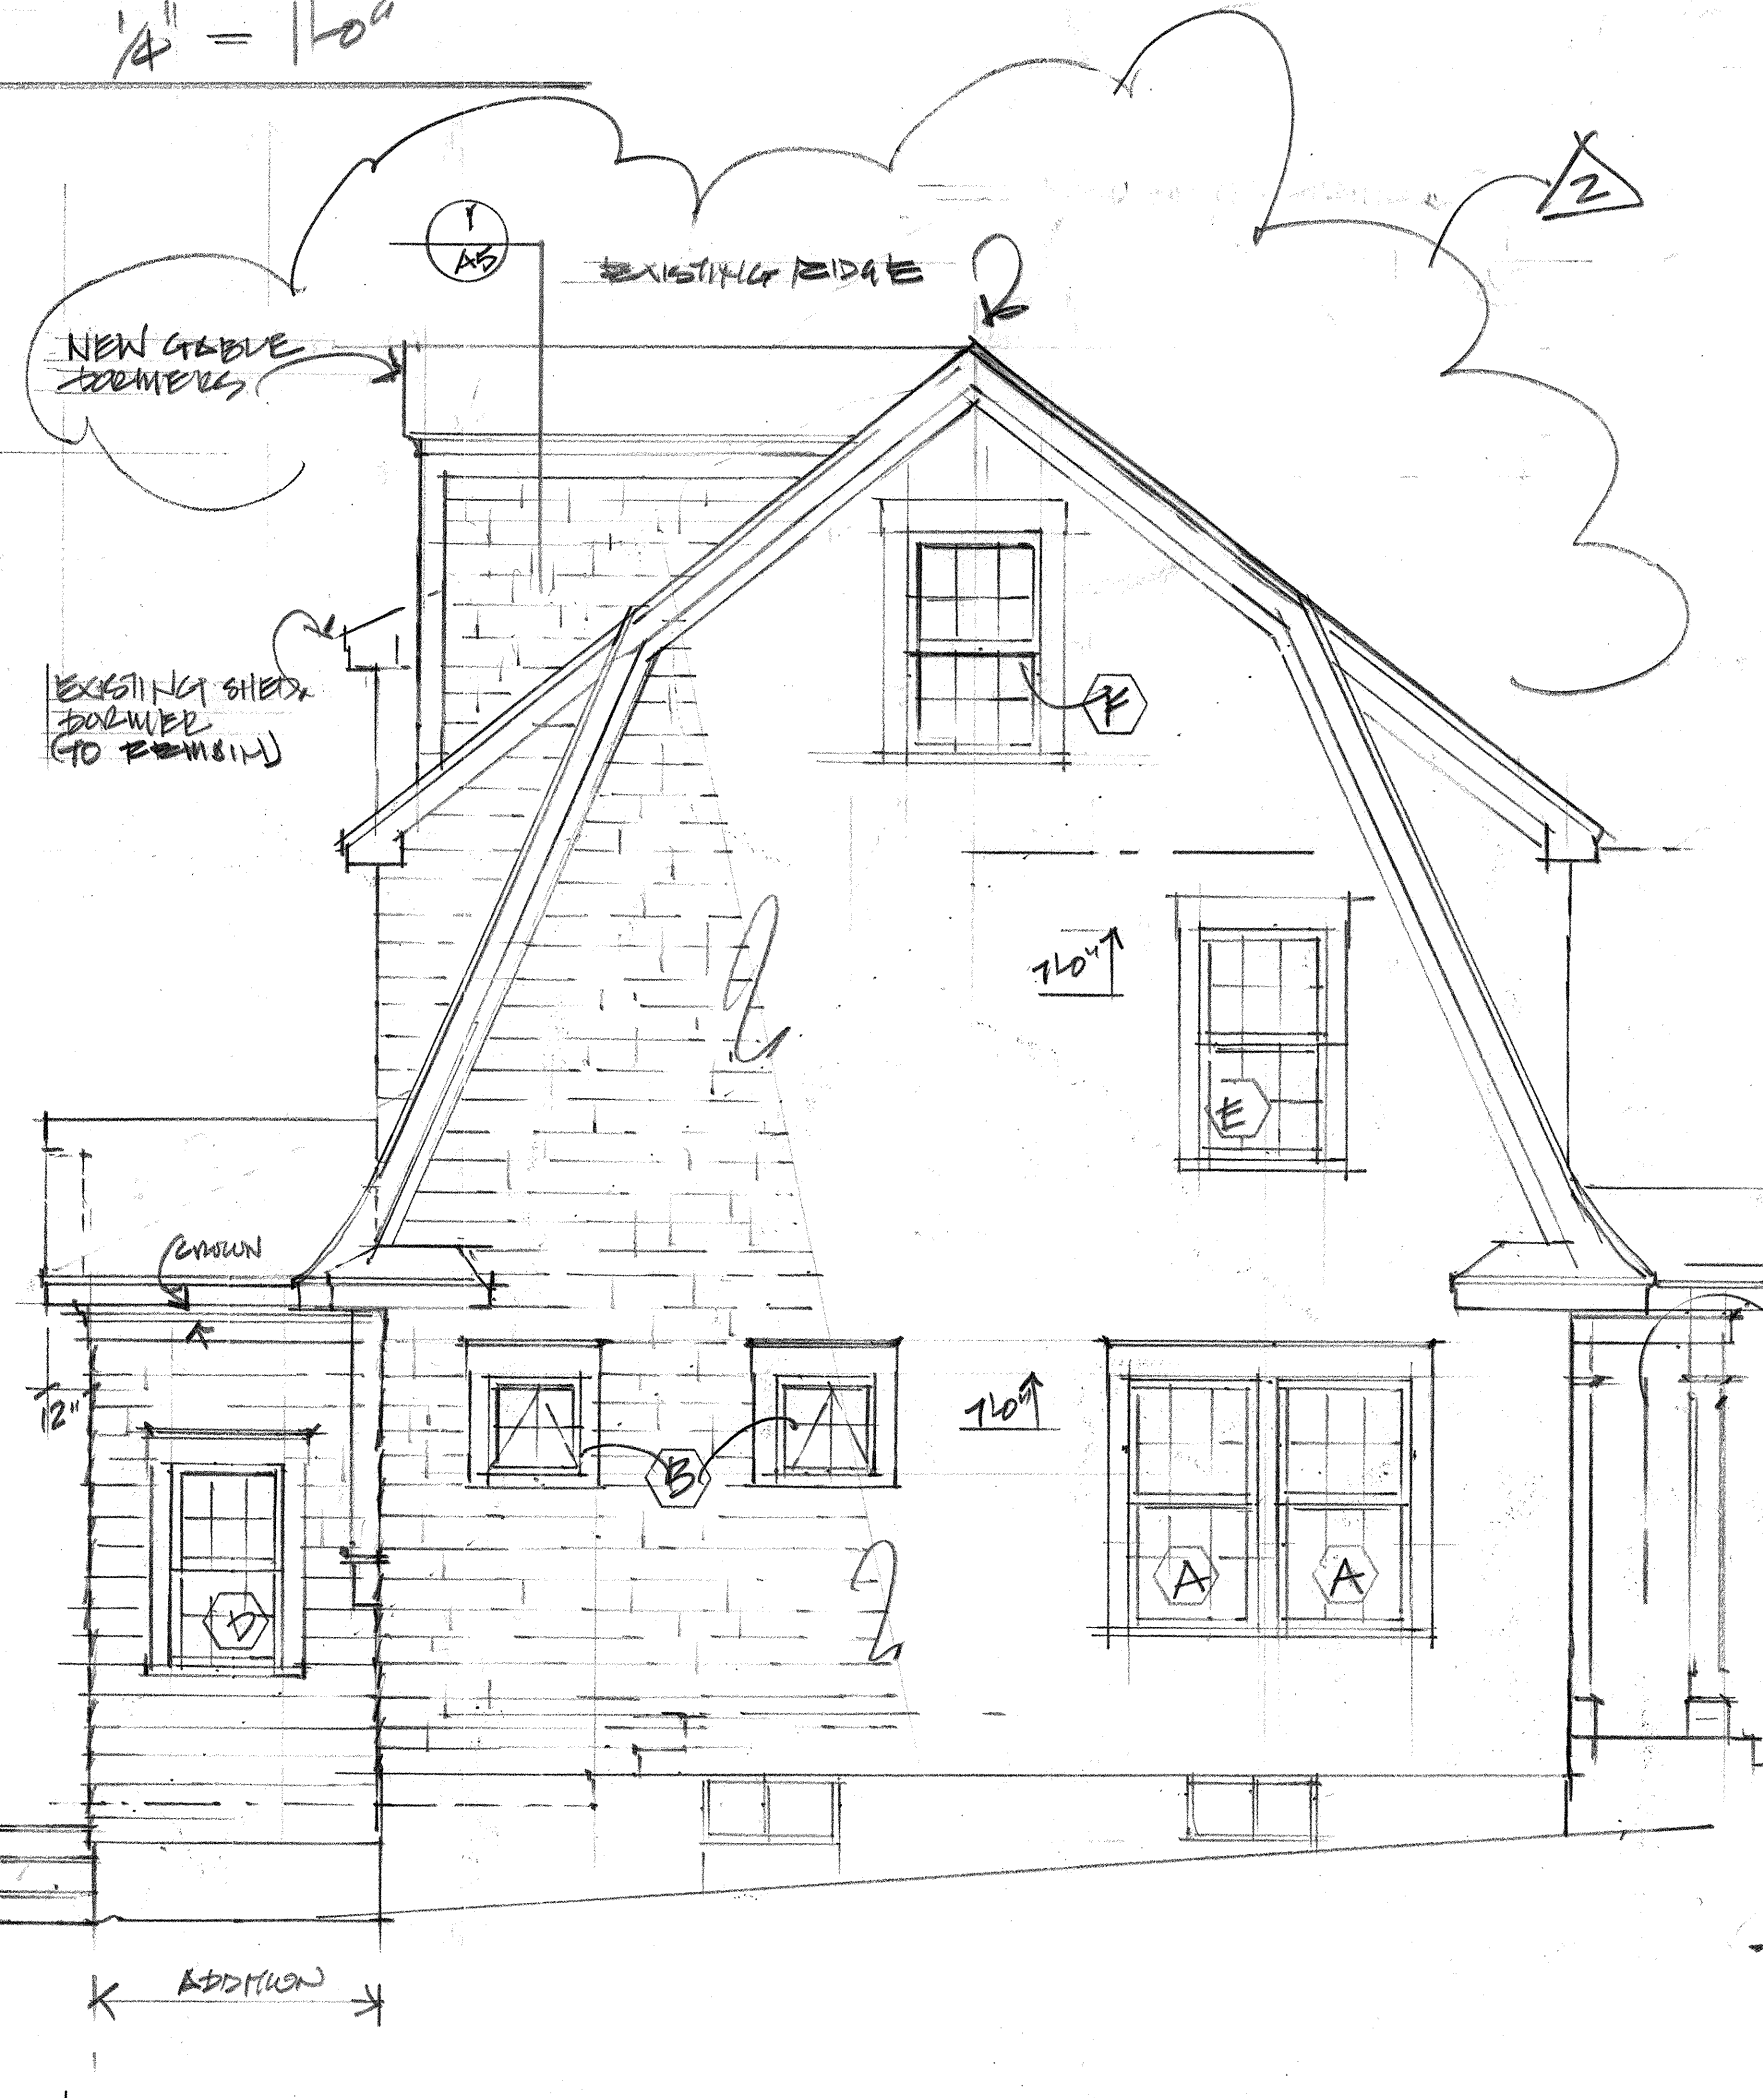 1/4" = 1'-0"
2
1
A5
EXISTING RIDGE
NEW GABLE
DORMERS
EXISTING SHED
DORMER
(TO REMAIN)
F
7'-0"
E
CROWN
12"
7'-0"
B
A
A
D
ADDITION